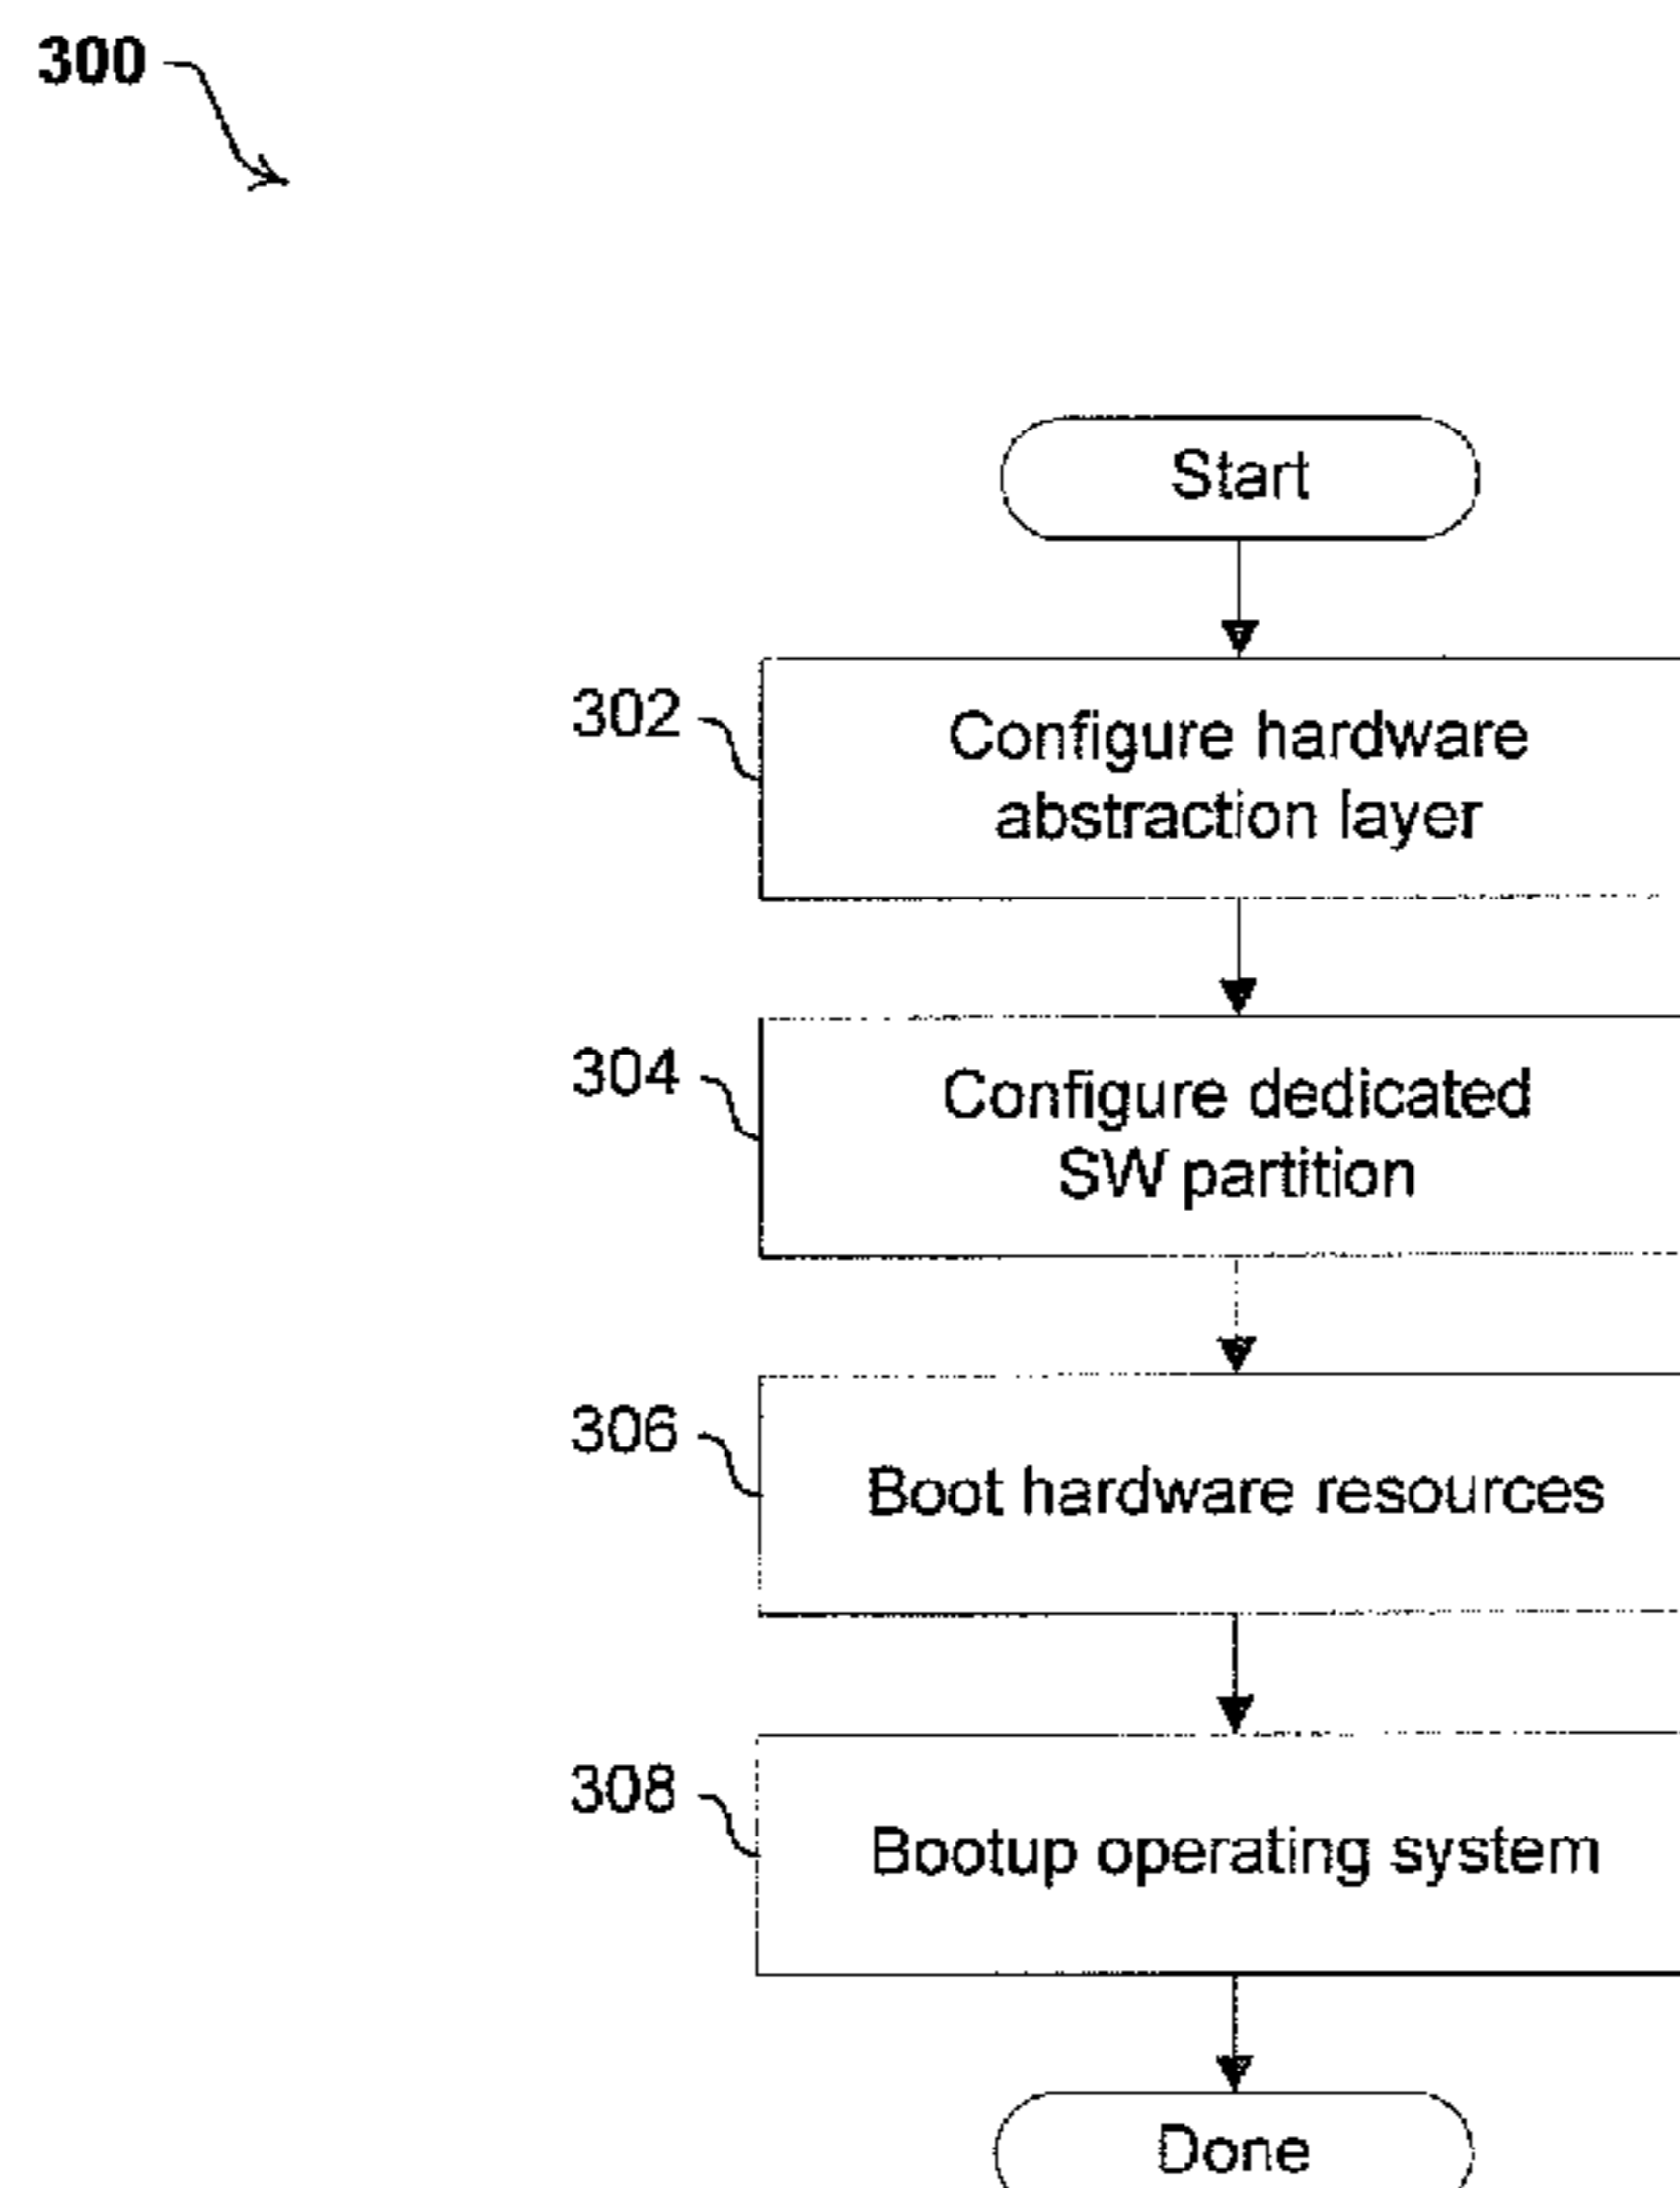 300
Start
302
Configure hardware
abstraction layer
304
Configure dedicated
SW partition
306
Boot hardware resources
308
Bootup operating system
Done